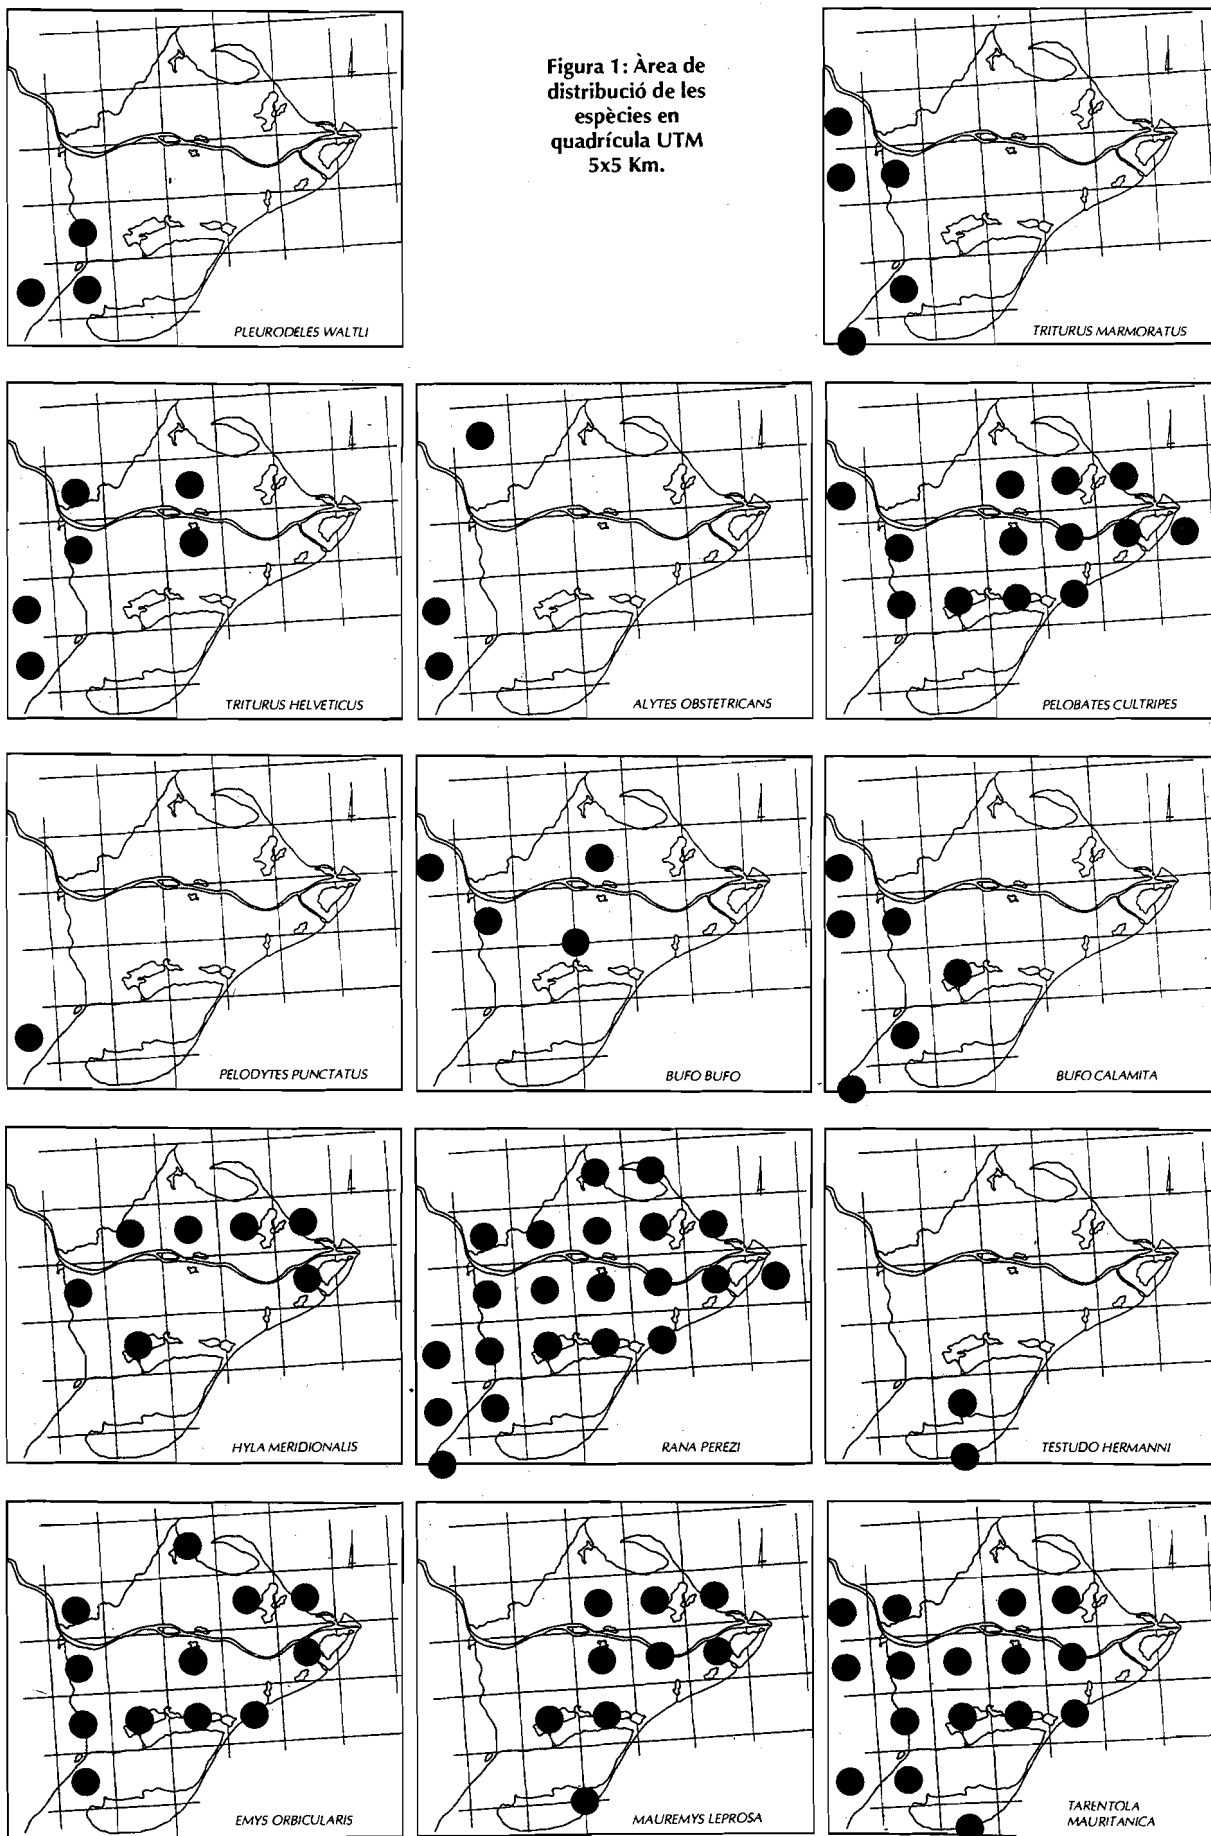 Figura 1: Àrea de
distribució de les
espècies en
quadrícula UTM
5x5 Km.
PLEURODELES WALTLI
TRITURUS MARMORATUS
TRITURUS HELVETICUS
ALYTES OBSTETRICANS
PELOBATES CULTRIPES
PELODYTES PUNCTATUS
BUFO BUFO
BUFO CALAMITA
HYLA MERIDIONALIS
RANA PEREZI
TESTUDO HERMANNI
EMYS ORBICULARIS
MAUREMYS LEPROSA
TARENTOLA
MAURITANICA